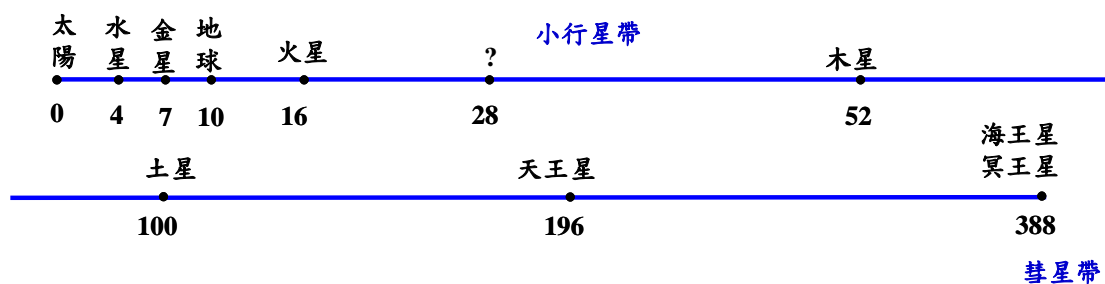 太陽 水星 金星 地球 火星 ? 小行星帶 木星
0 4 7 10 16 28 52
土星 天王星 海王星
冥王星
100 196 388
彗星帶